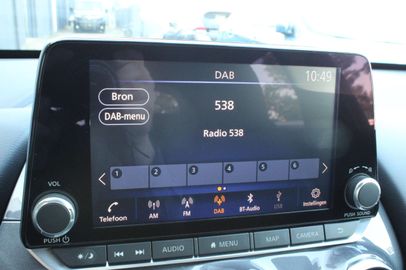 DAB
10:49
Bron
538
DAB-menu
Radio 538
1 2 3 4 5 6
VOL
Telefoon AM FM DAB BT-Audio USB Instellingen
PUSH
PUSH SOUND
AUDIO MENU MAP CAMERA